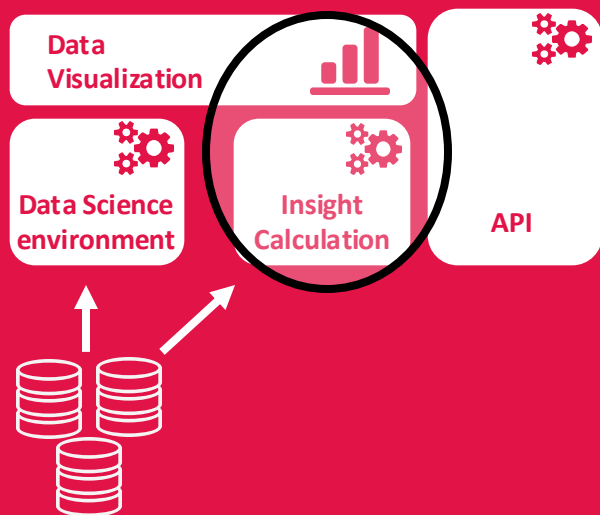 Data
Visualization
Data Science
environment
Insight
Calculation
API